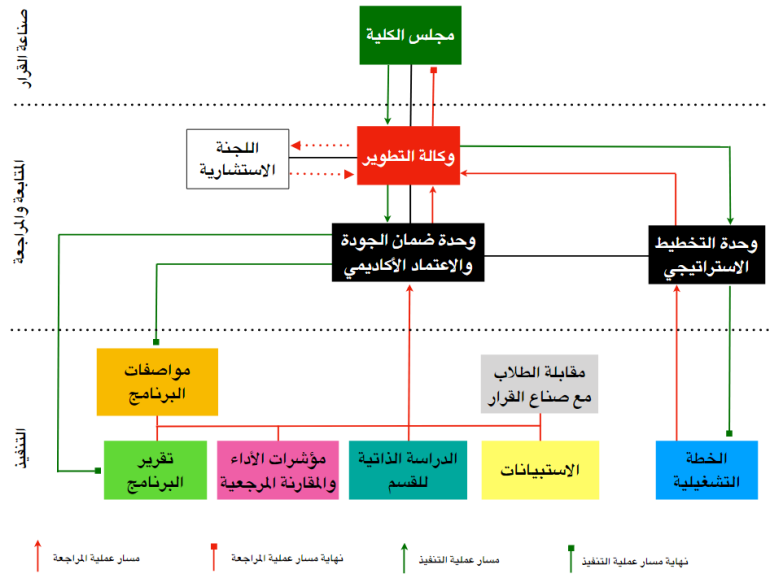 صناعة القرار
مجلس الكلية
المتابعة والمراجعة
وكالة التطوير
اللجنة
الاستشارية
وحدة التخطيط
الاستراتيجي
وحدة ضمان الجودة
والاعتماد الأكاديمي
التنفيذ
مقابلة الطلاب
مع صناع القرار
مواصفات
البرنامج
الخطة
التشغيلية
الاستبيانات
الدراسة الذاتية
للقسم
مؤشرات الأداء
والمقارنة المرجعية
تقرير
البرنامج
نهاية مسار عملية التنفيذ
مسار عملية التنفيذ
نهاية مسار عملية المراجعة
مسار عملية المراجعة